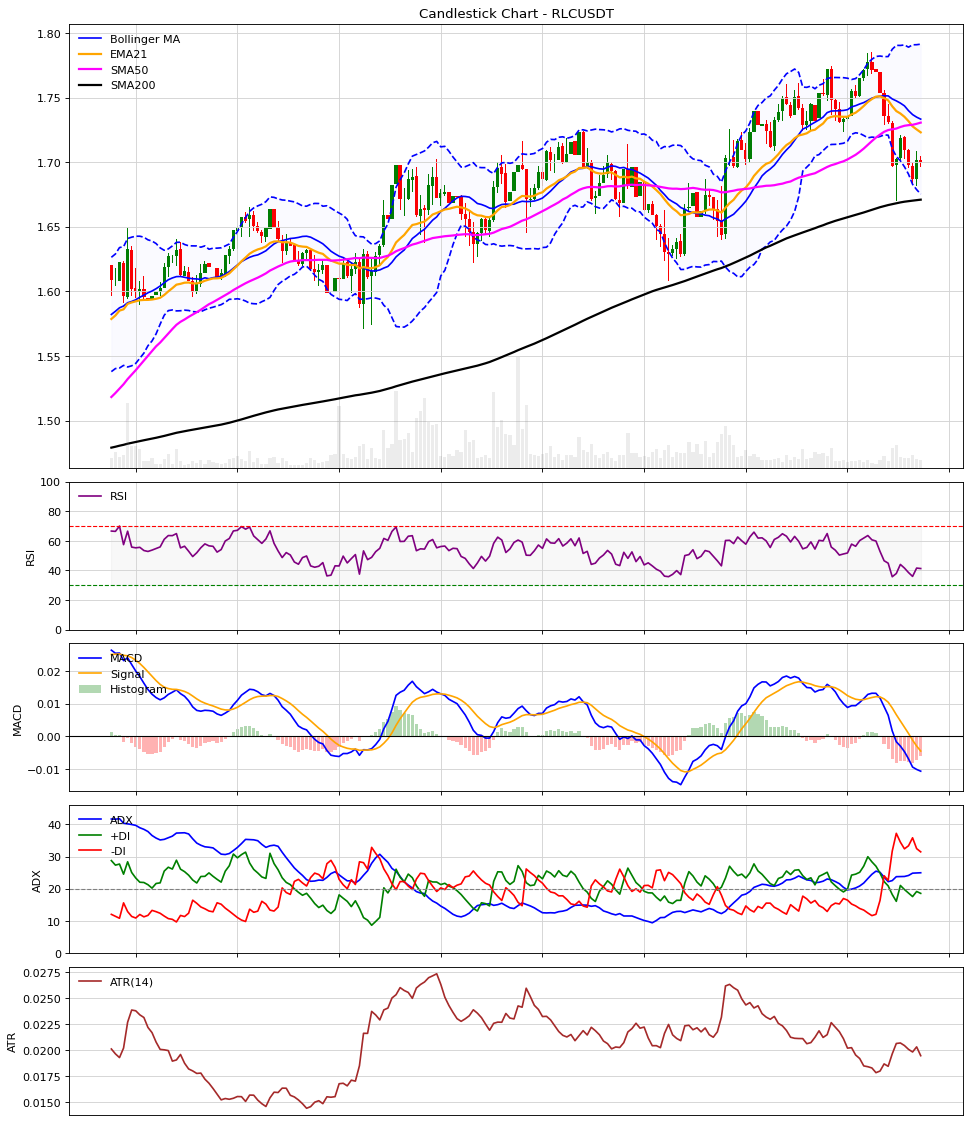 Candlestick Chart - RLCUSDT
1.80
1.75
1.70
1.65
1.60
1.55
1.50
Bollinger MA
EMA21
SMA50
SMA200
100
80
60
40
20
0
RSI
RSI
0.02
0.01
0.00
−0.01
MACD
MACD
Signal
Histogram
40
30
20
10
0
ADX
ADX
+DI
-DI
0.0275
0.0250
0.0225
0.0200
0.0175
0.0150
ATR
ATR(14)